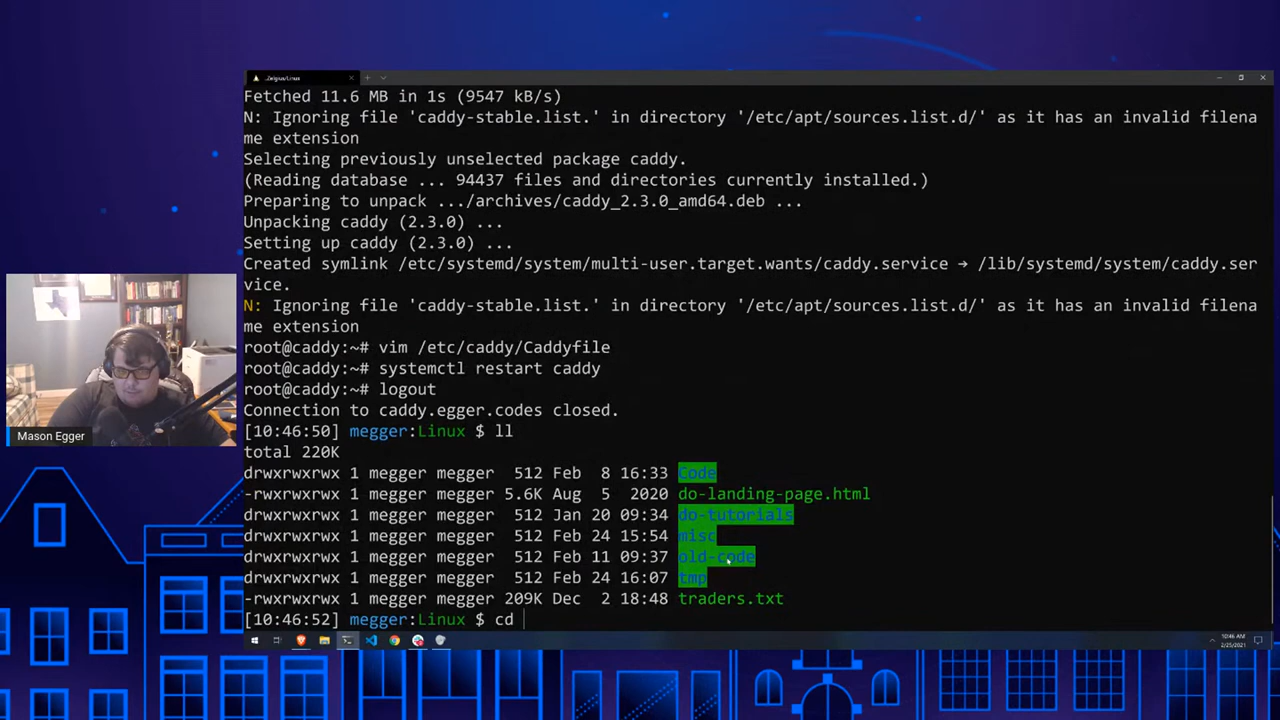 ../wgius/Linux
Fetched 11.6 MB in 1s (9547 kB/s)
N: Ignoring file 'caddy-stable.list.' in directory '/etc/apt/sources.list.d/' as it has an invalid filena
me extension
Selecting previously unselected package caddy.
(Reading database ... 94437 files and directories currently installed.)
Preparing to unpack .../archives/caddy_2.3.0_amd64.deb ...
Unpacking caddy (2.3.0) ...
Setting up caddy (2.3.0) ...
Created symlink /etc/systemd/system/multi-user.target.wants/caddy.service → /lib/systemd/system/caddy.ser
vice.
N: Ignoring file 'caddy-stable.list.' in directory '/etc/apt/sources.list.d/' as it has an invalid filena
me extension
root@caddy:~# vim /etc/caddy/Caddyfile
root@caddy:~# systemctl restart caddy
root@caddy:~# logout
Connection to caddy.egger.codes closed.
[10:46:50] megger:Linux $ ll
total 220K
drwxrwxrwx 1 megger megger 512 Feb 8 16:33 Code
-rwxrwxrwx 1 megger megger 5.6K Aug 5 2020 do-landing-page.html
drwxrwxrwx 1 megger megger 512 Jan 20 09:34 do-tutorials
drwxrwxrwx 1 megger megger 512 Feb 24 15:54 misc
drwxrwxrwx 1 megger megger 512 Feb 11 09:37 old-code
drwxrwxrwx 1 megger megger 512 Feb 24 16:07 tmp
-rwxrwxrwx 1 megger megger 209K Dec 2 18:48 traders.txt
[10:46:52] megger:Linux $ cd
Mason Egger
10:46 AM
2/25/2021